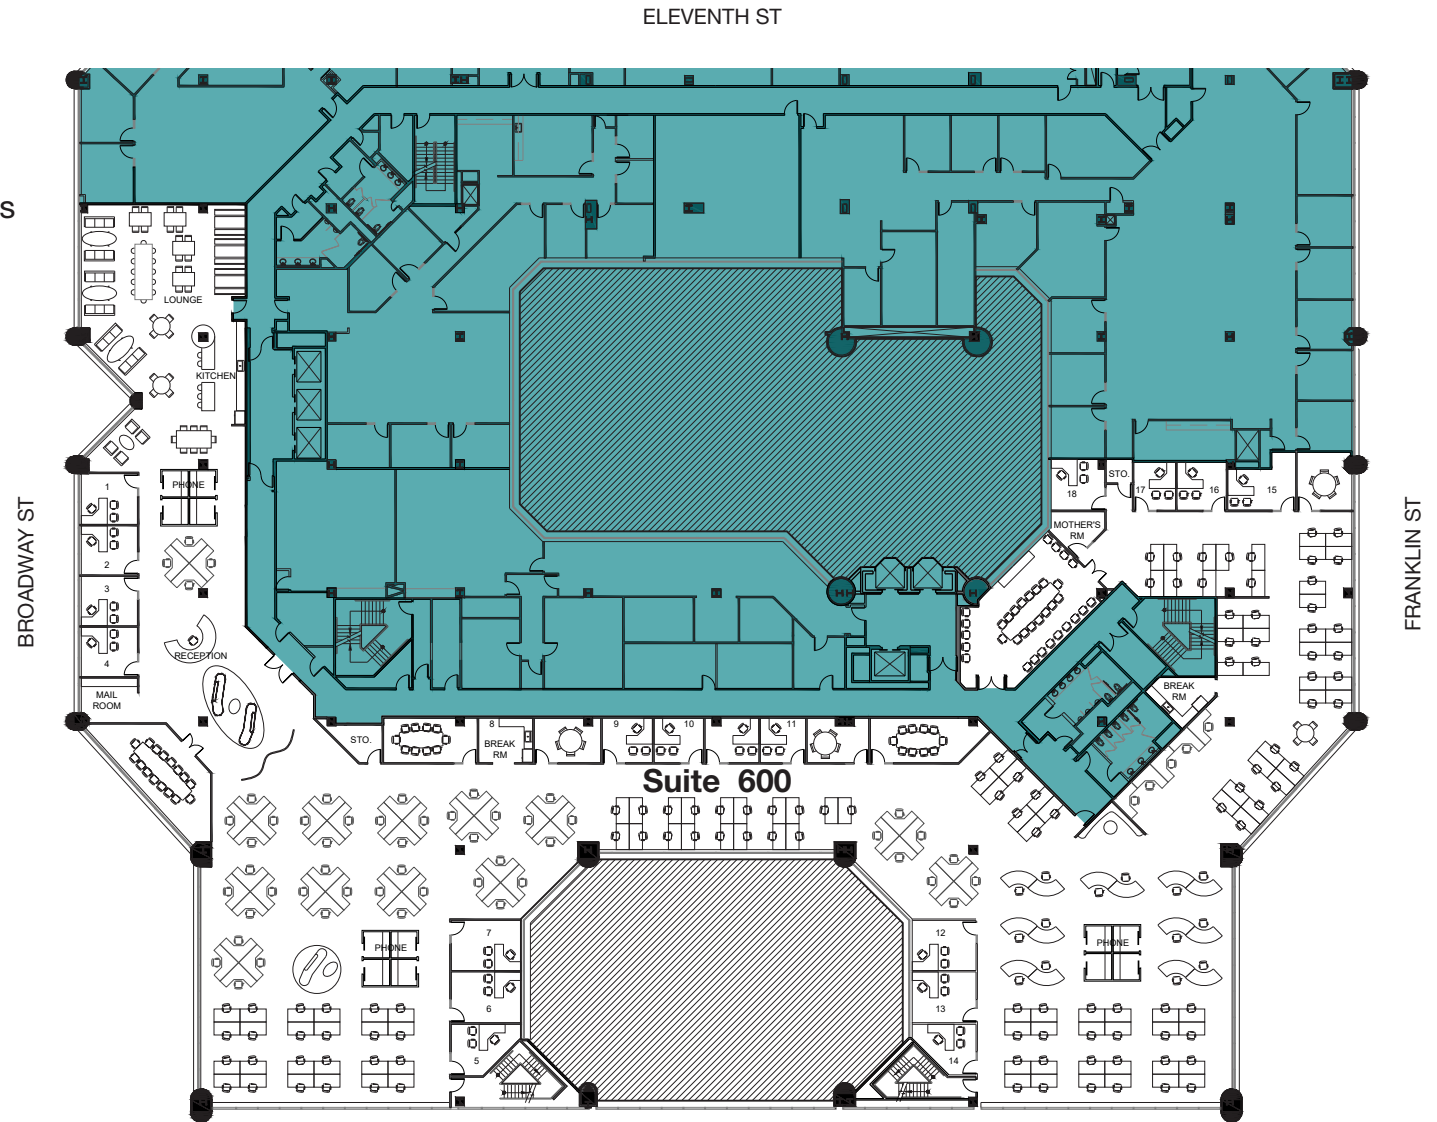 ELEVENTH ST
S
LOUNGE
KITCHEN
BROADWAY ST
FRANKLIN ST
PHONE
1
2
3
4
RECEPTION
MAIL
ROOM
STO.
18
17
16
15
MOTHER'S
RM
BREAK
RM
STO.
8
BREAK
RM
9
10
11
Suite 600
7
6
5
PHONE
12
13
14
PHONE